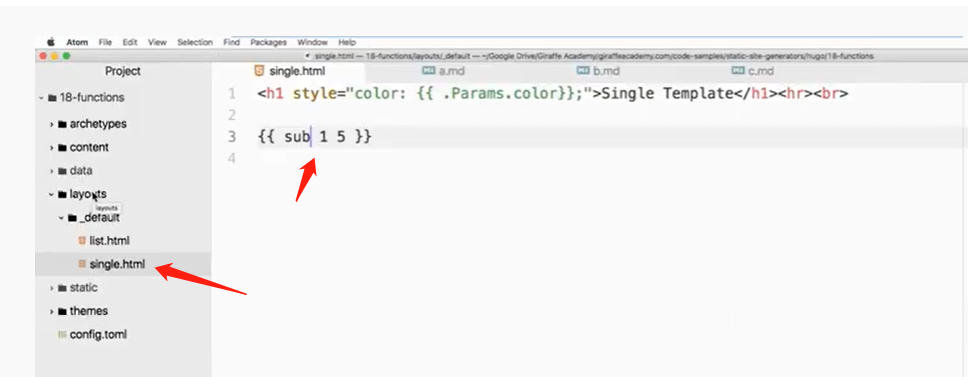 Atom File Edit View Selection Find Packages Window Help
single.html — 18-functions/layouts/_default — ~/Google Drive/Giraffe Academy/giraffeacademy.com/code-samples/static-site-generators/hugo/18-functions
Project
single.html
a.md
b.md
c.md
18-functions
archetypes
content
data
layouts
layouts
_default
list.html
single.html
static
themes
config.toml
1 <h1 style="color: {{ .Params.color}};">Single Template</h1><hr><br>
2
3 {{ sub 1 5 }}
4